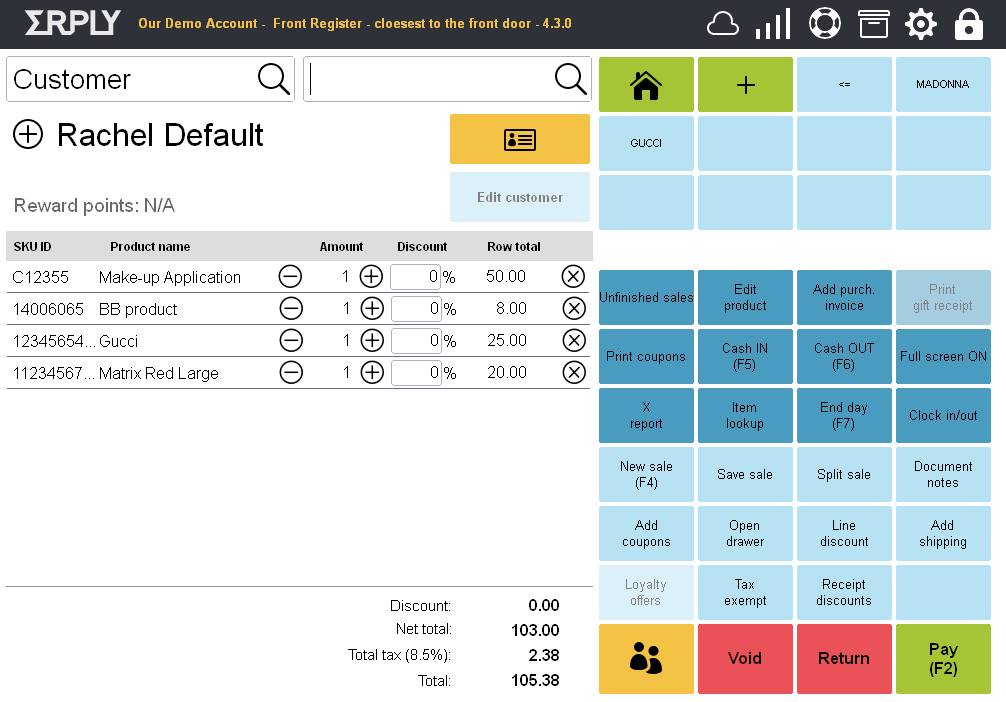 ΣRPLY
Our Demo Account - Front Register - cloesest to the front door - 4.3.0
Customer
Rachel Default
Reward points: N/A
Edit customer
SKU ID Product name Amount Discount Row total
C12355 Make-up Application 1 0 % 50.00
14006065 BB product 1 0 % 8.00
12345654... Gucci 1 0 % 25.00
11234567... Matrix Red Large 1 0 % 20.00
Discount: 0.00
Net total: 103.00
Total tax (8.5%): 2.38
Total: 105.38
<= MADONNA
GUCCI
Unfinished sales
Edit
product
Add purch.
invoice
Print
gift receipt
Print coupons
Cash IN
(F5)
Cash OUT
(F6)
Full screen ON
X
report
Item
lookup
End day
(F7)
Clock in/out
New sale
(F4)
Save sale
Split sale
Document
notes
Add
coupons
Open
drawer
Line
discount
Add
shipping
Loyalty
offers
Tax
exempt
Receipt
discounts
Void
Return
Pay
(F2)